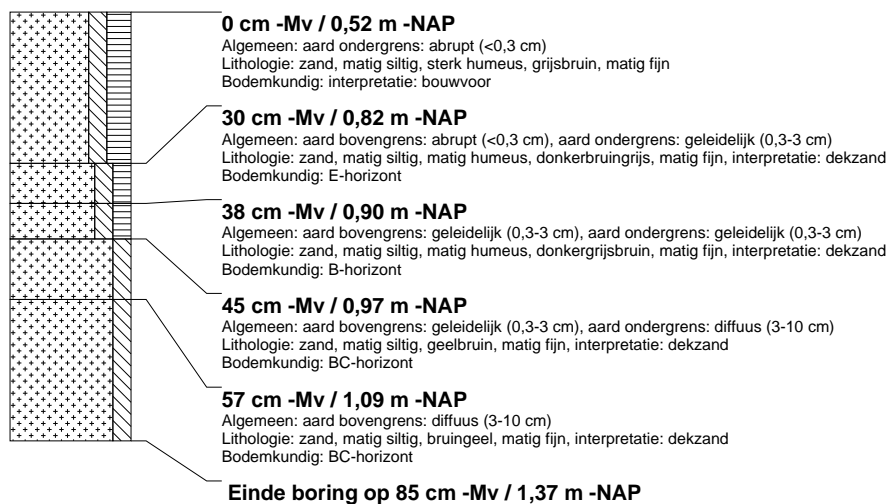 0 cm -Mv / 0,52 m -NAP
Algemeen: aard ondergrens: abrupt (<0,3 cm)
Lithologie: zand, matig siltig, sterk humeus, grijsbruin, matig fijn
Bodemkundig: interpretatie: bouwvoor
30 cm -Mv / 0,82 m -NAP
Algemeen: aard bovengrens: abrupt (<0,3 cm), aard ondergrens: geleidelijk (0,3-3 cm)
Lithologie: zand, matig siltig, matig humeus, donkerbruingrijs, matig fijn, interpretatie: dekzand
Bodemkundig: E-horizont
38 cm -Mv / 0,90 m -NAP
Algemeen: aard bovengrens: geleidelijk (0,3-3 cm), aard ondergrens: geleidelijk (0,3-3 cm)
Lithologie: zand, matig siltig, matig humeus, donkergrijsbruin, matig fijn, interpretatie: dekzand
Bodemkundig: B-horizont
45 cm -Mv / 0,97 m -NAP
Algemeen: aard bovengrens: geleidelijk (0,3-3 cm), aard ondergrens: diffuus (3-10 cm)
Lithologie: zand, matig siltig, geelbruin, matig fijn, interpretatie: dekzand
Bodemkundig: BC-horizont
57 cm -Mv / 1,09 m -NAP
Algemeen: aard bovengrens: diffuus (3-10 cm)
Lithologie: zand, matig siltig, bruingeel, matig fijn, interpretatie: dekzand
Bodemkundig: BC-horizont
Einde boring op 85 cm -Mv / 1,37 m -NAP